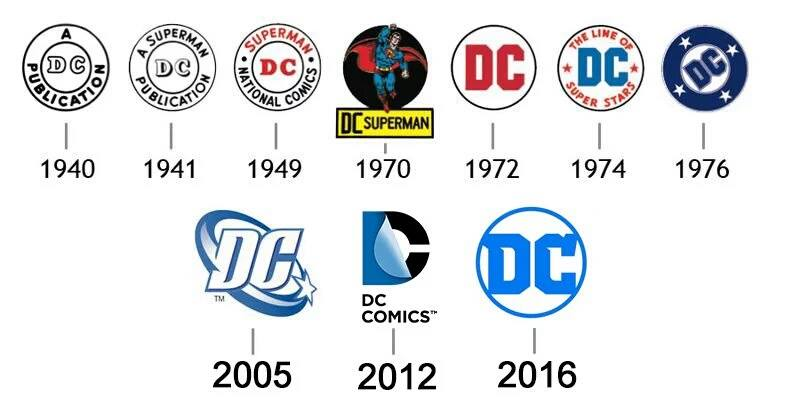 A
DC
PUBLICATION
A SUPERMAN
DC
PUBLICATION
SUPERMAN
DC
NATIONAL COMICS
DC SUPERMAN
DC
THE LINE OF
DC
SUPER STARS
DC
1940
1941
1949
1970
1972
1974
1976
DC
TM
DC
COMICS™
DC
2005
2012
2016